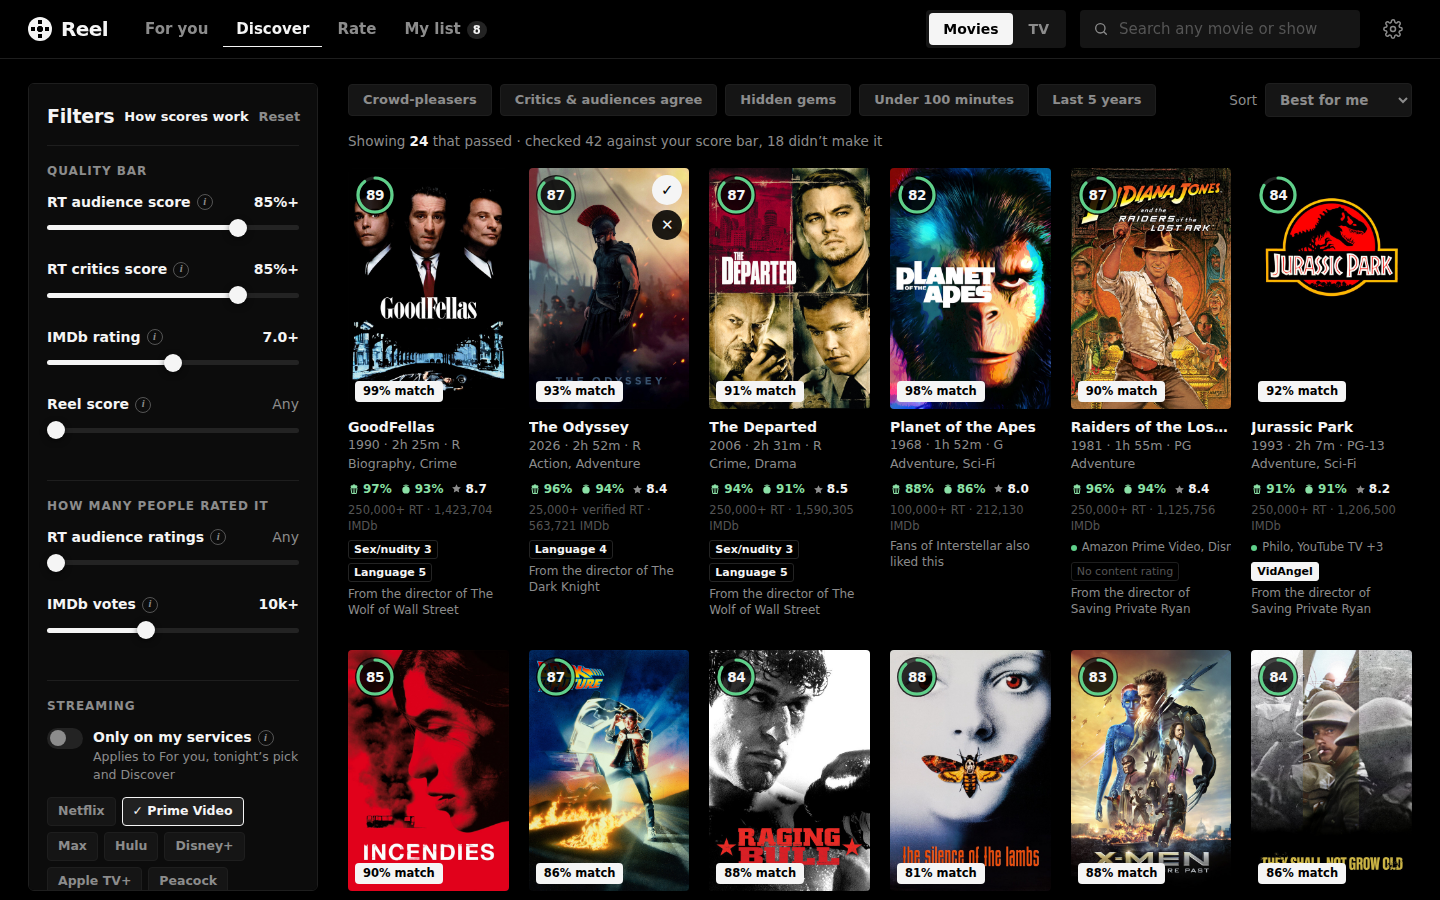 Reel
For you
Discover
Rate
My list 8
Movies
TV
Search any movie or show
Filters
How scores work
Reset
QUALITY BAR
RT audience score i 85%+
RT critics score i 85%+
IMDb rating i 7.0+
Reel score i Any
HOW MANY PEOPLE RATED IT
RT audience ratings i Any
IMDb votes i 10k+
STREAMING
Only on my services i
Applies to For you, tonight's pick
and Discover
Netflix
✓ Prime Video
Max
Hulu
Disney+
Apple TV+
Peacock
Crowd-pleasers
Critics & audiences agree
Hidden gems
Under 100 minutes
Last 5 years
Sort
Best for me
Showing 24 that passed · checked 42 against your score bar, 18 didn't make it
89
GoodFellas
99% match
GoodFellas
1990 · 2h 25m · R
Biography, Crime
97% 93% 8.7
250,000+ RT · 1,423,704
IMDb
Sex/nudity 3
Language 5
From the director of The
Wolf of Wall Street
87
✓
✕
THE ODYSSEY
93% match
The Odyssey
2026 · 2h 52m · R
Action, Adventure
96% 94% 8.4
25,000+ verified RT ·
563,721 IMDb
Language 4
From the director of The
Dark Knight
87
THE
DEPARTED
91% match
The Departed
2006 · 2h 31m · R
Crime, Drama
94% 91% 8.5
250,000+ RT · 1,590,305
IMDb
Sex/nudity 3
Language 5
From the director of The
Wolf of Wall Street
82
PLANET
OF THE
APES
98% match
Planet of the Apes
1968 · 1h 52m · G
Adventure, Sci-Fi
88% 86% 8.0
100,000+ RT · 212,130
IMDb
Fans of Interstellar also
liked this
87
INDIANA JONES
and the
RAIDERS of the
LOST ARK
90% match
Raiders of the Los...
1981 · 1h 55m · PG
Adventure
96% 94% 8.4
250,000+ RT · 1,125,756
IMDb
Amazon Prime Video, Disr
No content rating
From the director of
Saving Private Ryan
84
JURASSIC PARK
92% match
Jurassic Park
1993 · 2h 7m · PG-13
Adventure, Sci-Fi
91% 91% 8.2
250,000+ RT · 1,206,500
IMDb
Philo, YouTube TV +3
VidAngel
From the director of
Saving Private Ryan
85
INCENDIES
90% match
87
86% match
84
RAGING
BULL
88% match
88
the silence of the lambs
81% match
83
X-MEN
RE PAST
88% match
84
THEY SHALL NOT GROW OLD
86% match